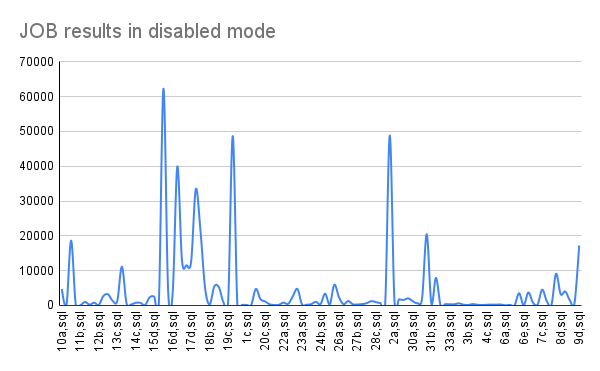 JOB results in disabled mode
70000
60000
50000
40000
30000
20000
10000
0
10a,sql
11b,sql
12b,sql
13c,sql
14c,sql
15d,sql
16d,sql
17d,sql
18b,sql
19c,sql
1c,sql
20c,sql
22a,sql
23a,sql
24b,sql
26b,sql
27b,sql
28c,sql
2a,sql
30b,sql
31b,sql
33a,sql
3b,sql
4c,sql
6a,sql
6e,sql
7c,sql
8d,sql
9d,sql